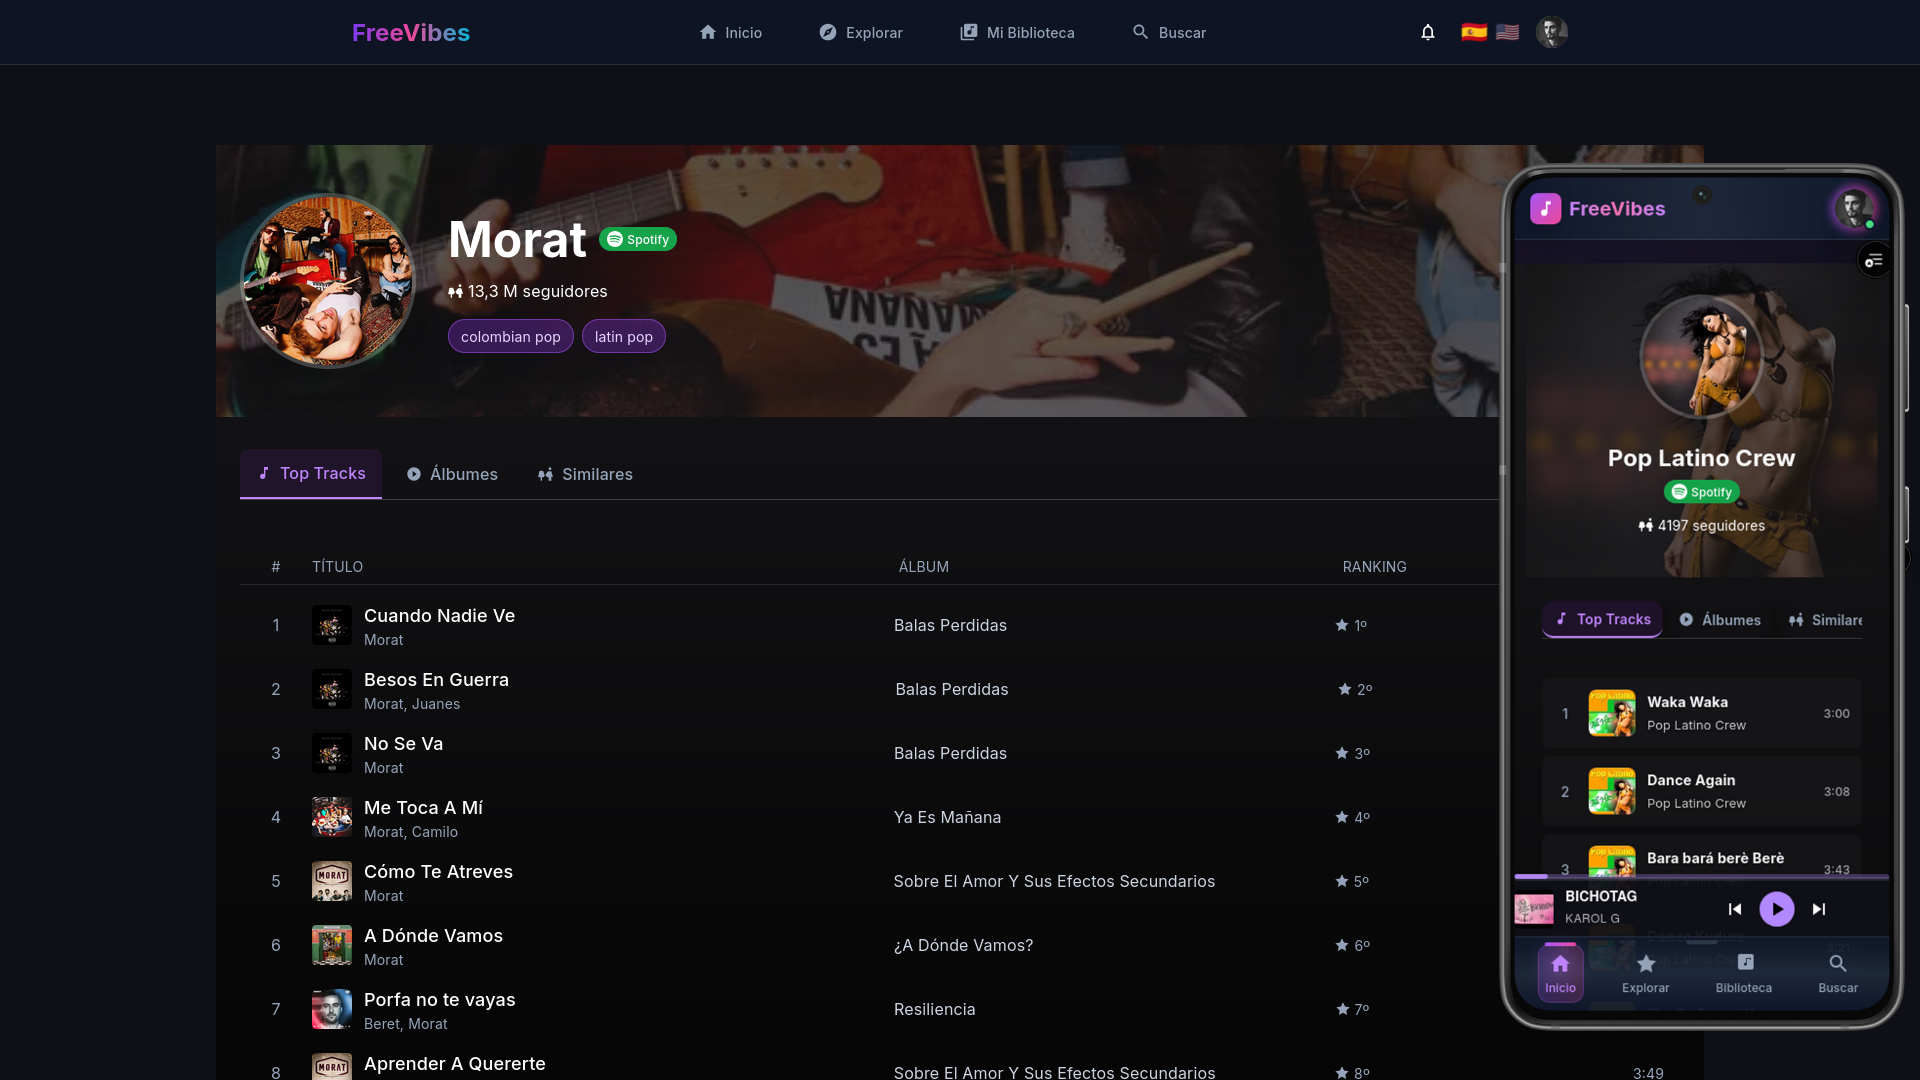 FreeVibes
Inicio
Explorar
Mi Biblioteca
Buscar
Morat
Spotify
13,3 M seguidores
colombian pop
latin pop
Top Tracks
Álbumes
Similares
# TÍTULO ÁLBUM RANKING
1 Cuando Nadie Ve Balas Perdidas 1º
Morat
2 Besos En Guerra Balas Perdidas 2º
Morat, Juanes
3 No Se Va Balas Perdidas 3º
Morat
4 Me Toca A Mí Ya Es Mañana 4º
Morat, Camilo
5 Cómo Te Atreves Sobre El Amor Y Sus Efectos Secundarios 5º
Morat
6 A Dónde Vamos ¿A Dónde Vamos? 6º
Morat
7 Porfa no te vayas Resiliencia 7º
Beret, Morat
8 Aprender A Quererte Sobre El Amor Y Sus Efectos Secundarios 8º 3:49
MAÑANA
MORAT
MORAT
FreeVibes
Pop Latino Crew
Spotify
4197 seguidores
Top Tracks
Álbumes
Similare
1 Waka Waka 3:00
Pop Latino Crew
2 Dance Again 3:08
Pop Latino Crew
3 Bara bará berè Berè 3:43
BICHOTAG
KAROL G
Danza Kuduro
3:21
Inicio
Explorar
Biblioteca
Buscar